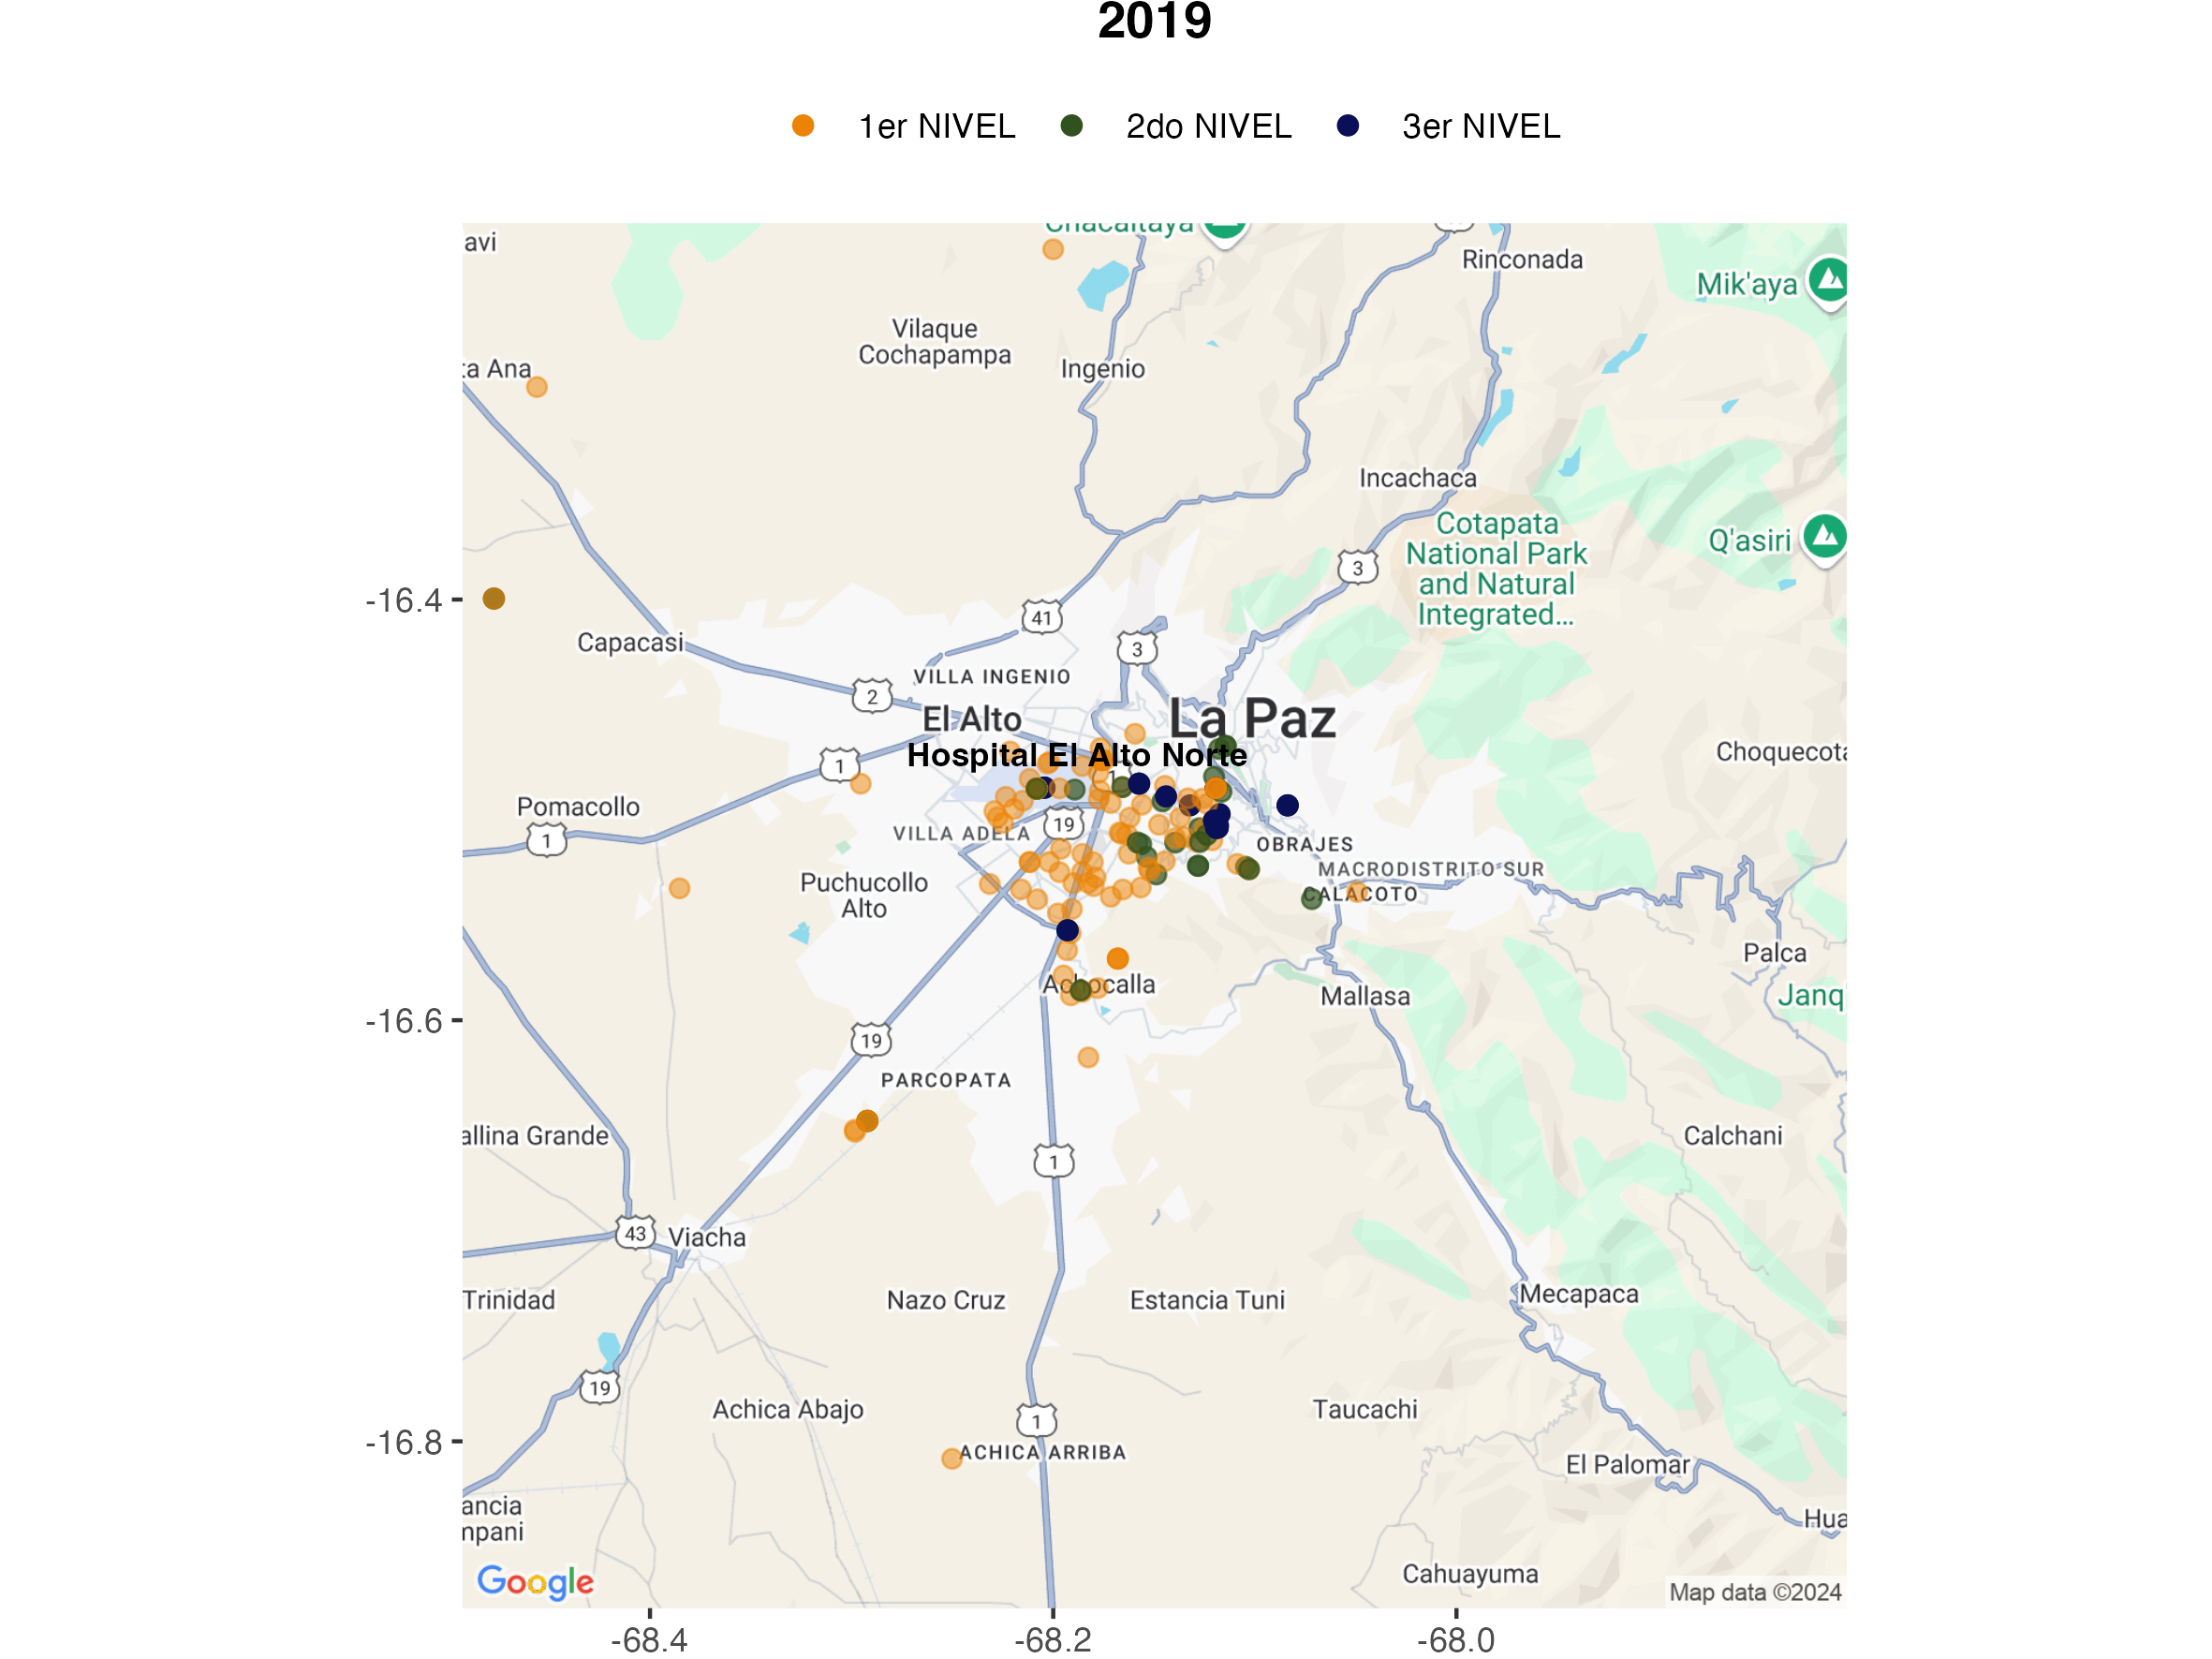 2019
1er NIVEL
2do NIVEL
3er NIVEL
Chacaltaya
avi
Rinconada
Mik'aya
Vilaque
Cochapampa
Ingenio
ta Ana
Incachaca
Cotapata
National Park
and Natural
Integrated...
Q'asiri
3
-16.4
41
Capacasi
3
VILLA INGENIO
2
El Alto
La Paz
Hospital El Alto Norte
1
1
Choquecota
Pomacollo
1
19
VILLA ADELA
OBRAJES
MACRODISTRITO SUR
Puchucollo
Alto
CALACOTO
Palca
Achocalla
Mallasa
Janq'
-16.6
19
PARCOPATA
allina Grande
Calchani
1
43
Viacha
Trinidad
Nazo Cruz
Estancia Tuni
Mecapaca
19
Achica Abajo
Taucachi
1
-16.8
ACHICA ARRIBA
El Palomar
ancia
mpani
Hua
Google
Cahuayuma
Map data ©2024
-68.4
-68.2
-68.0